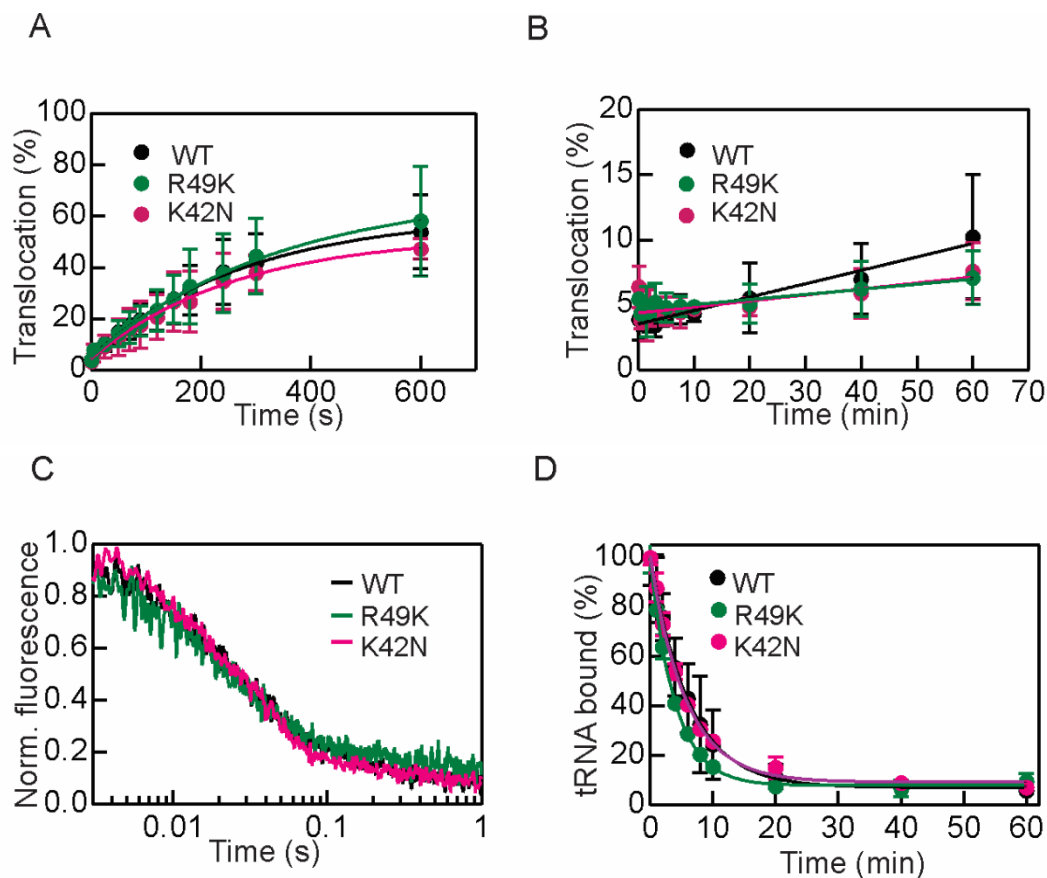 A
Translocation (%)
100
80
60
40
20
0
WT
R49K
K42N
0
200
400
600
Time (s)
B
Translocation (%)
20
15
10
5
0
WT
R49K
K42N
0
10
20
30
40
50
60
70
Time (min)
C
Norm. fluorescence
1.0
0.8
0.6
0.4
0.2
0.0
WT
R49K
K42N
0.01
0.1
1
Time (s)
D
tRNA bound (%)
100
80
60
40
20
0
WT
R49K
K42N
0
10
20
30
40
50
60
Time (min)